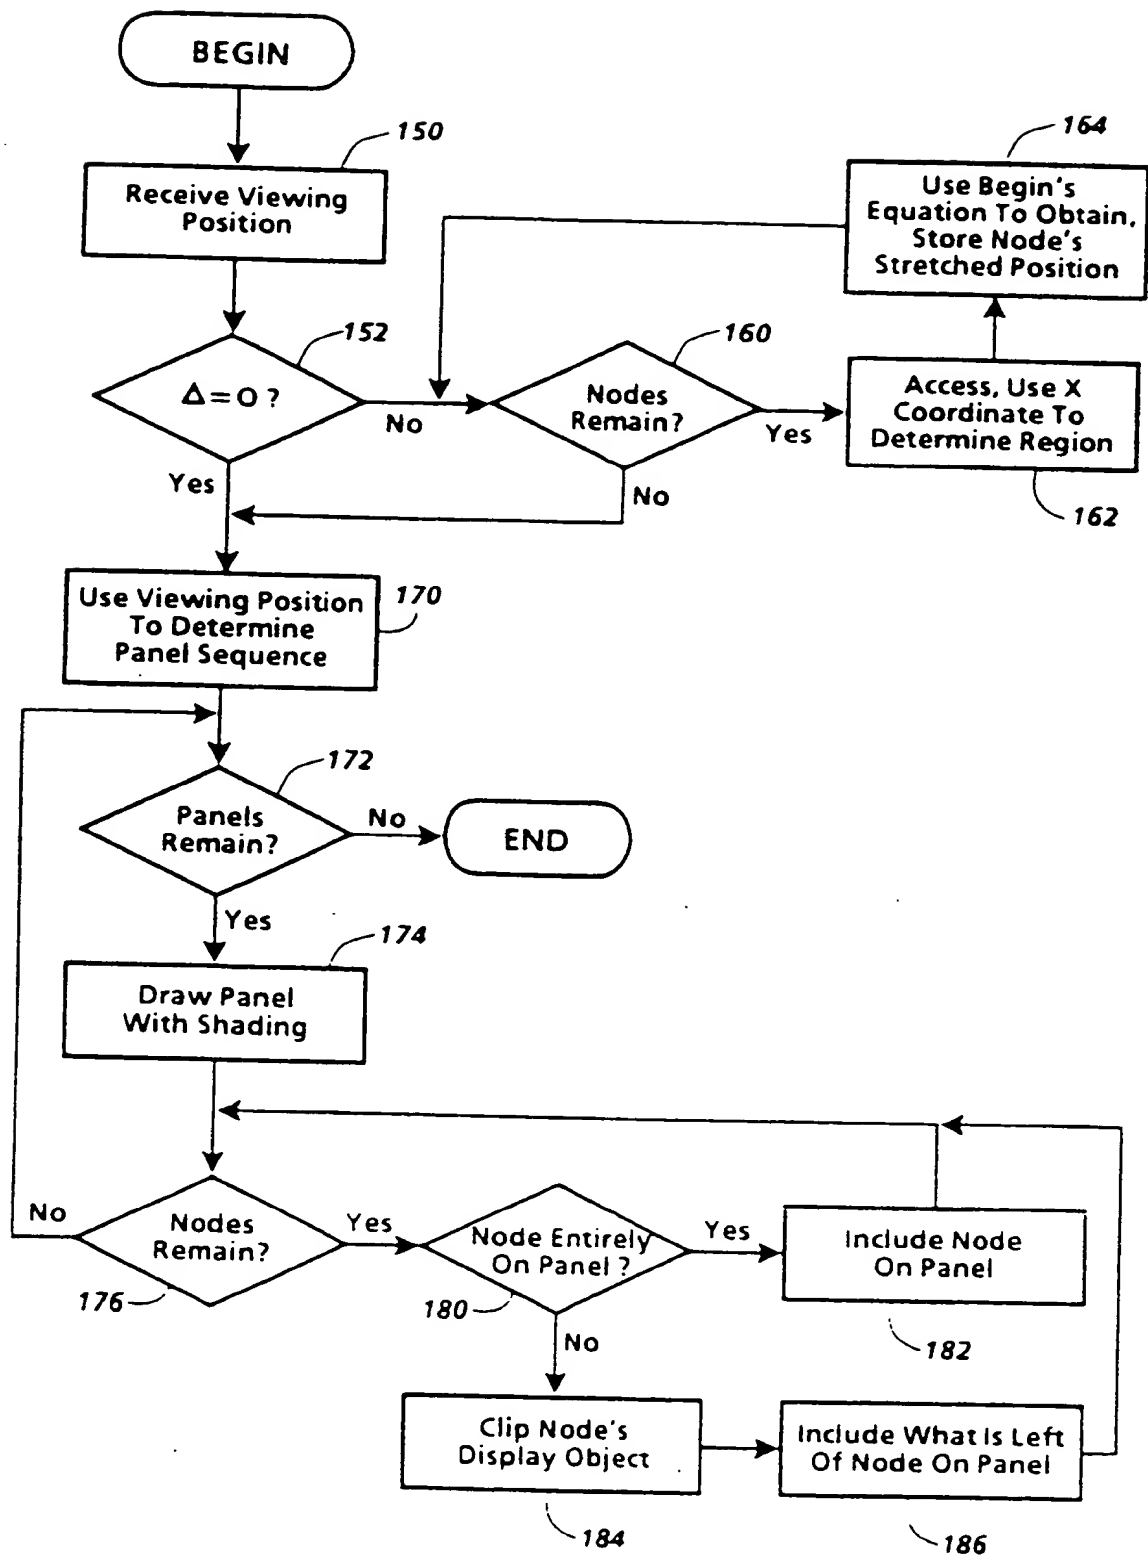 BEGIN
150
Receive Viewing
Position
164
Use Begin's
Equation To Obtain,
Store Node's
Stretched Position
152
Δ = O ?
No
160
Nodes
Remain?
Yes
Access, Use X
Coordinate To
Determine Region
162
Yes
No
Use Viewing Position
To Determine
Panel Sequence
170
172
Panels
Remain?
No
END
Yes
174
Draw Panel
With Shading
No
Nodes
Remain?
176
Yes
Node Entirely
On Panel ?
180
Yes
Include Node
On Panel
182
No
Clip Node's
Display Object
184
Include What Is Left
Of Node On Panel
186